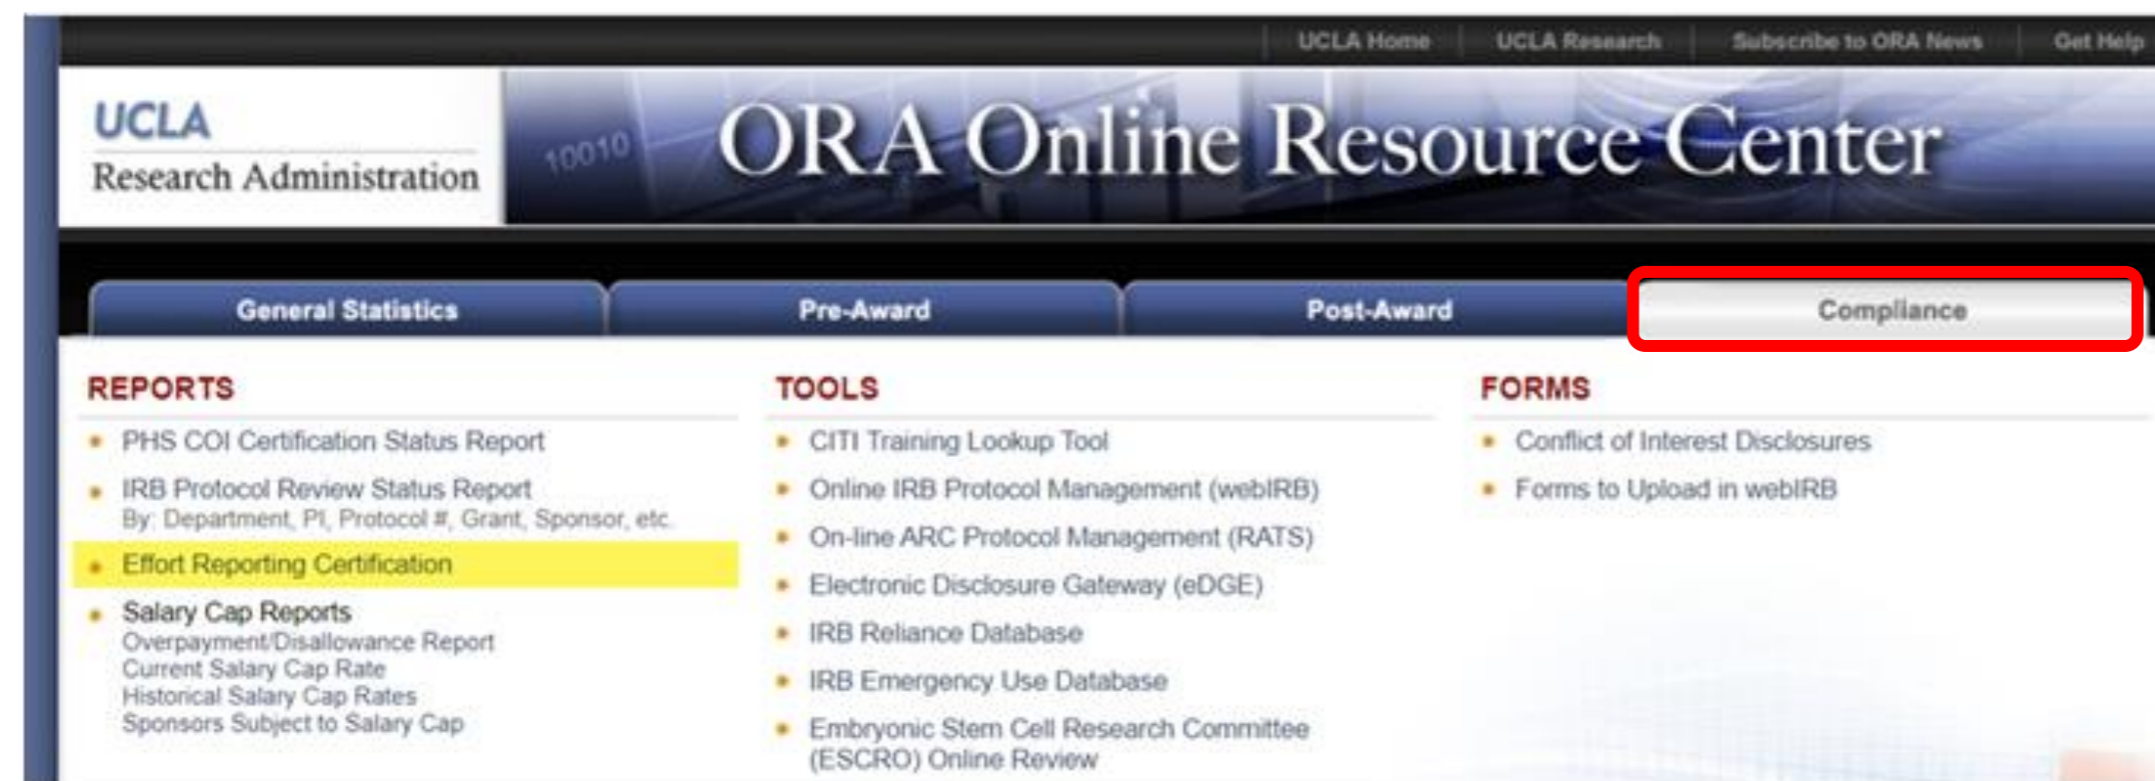 UCLA Home
UCLA Research
Subscribe to ORA News
Get Help
UCLA
Research Administration
10010
ORA Online Resource Center
General Statistics
Pre-Award
Post-Award
Compliance
REPORTS
• PHS COI Certification Status Report
• IRB Protocol Review Status Report
By: Department, PI, Protocol #, Grant, Sponsor, etc.
• Effort Reporting Certification
• Salary Cap Reports
Overpayment/Disallowance Report
Current Salary Cap Rate
Historical Salary Cap Rates
Sponsors Subject to Salary Cap
TOOLS
• CITI Training Lookup Tool
• Online IRB Protocol Management (webIRB)
• On-line ARC Protocol Management (RATS)
• Electronic Disclosure Gateway (eDGE)
• IRB Reliance Database
• IRB Emergency Use Database
• Embryonic Stem Cell Research Committee
(ESCRO) Online Review
FORMS
• Conflict of Interest Disclosures
• Forms to Upload in webIRB